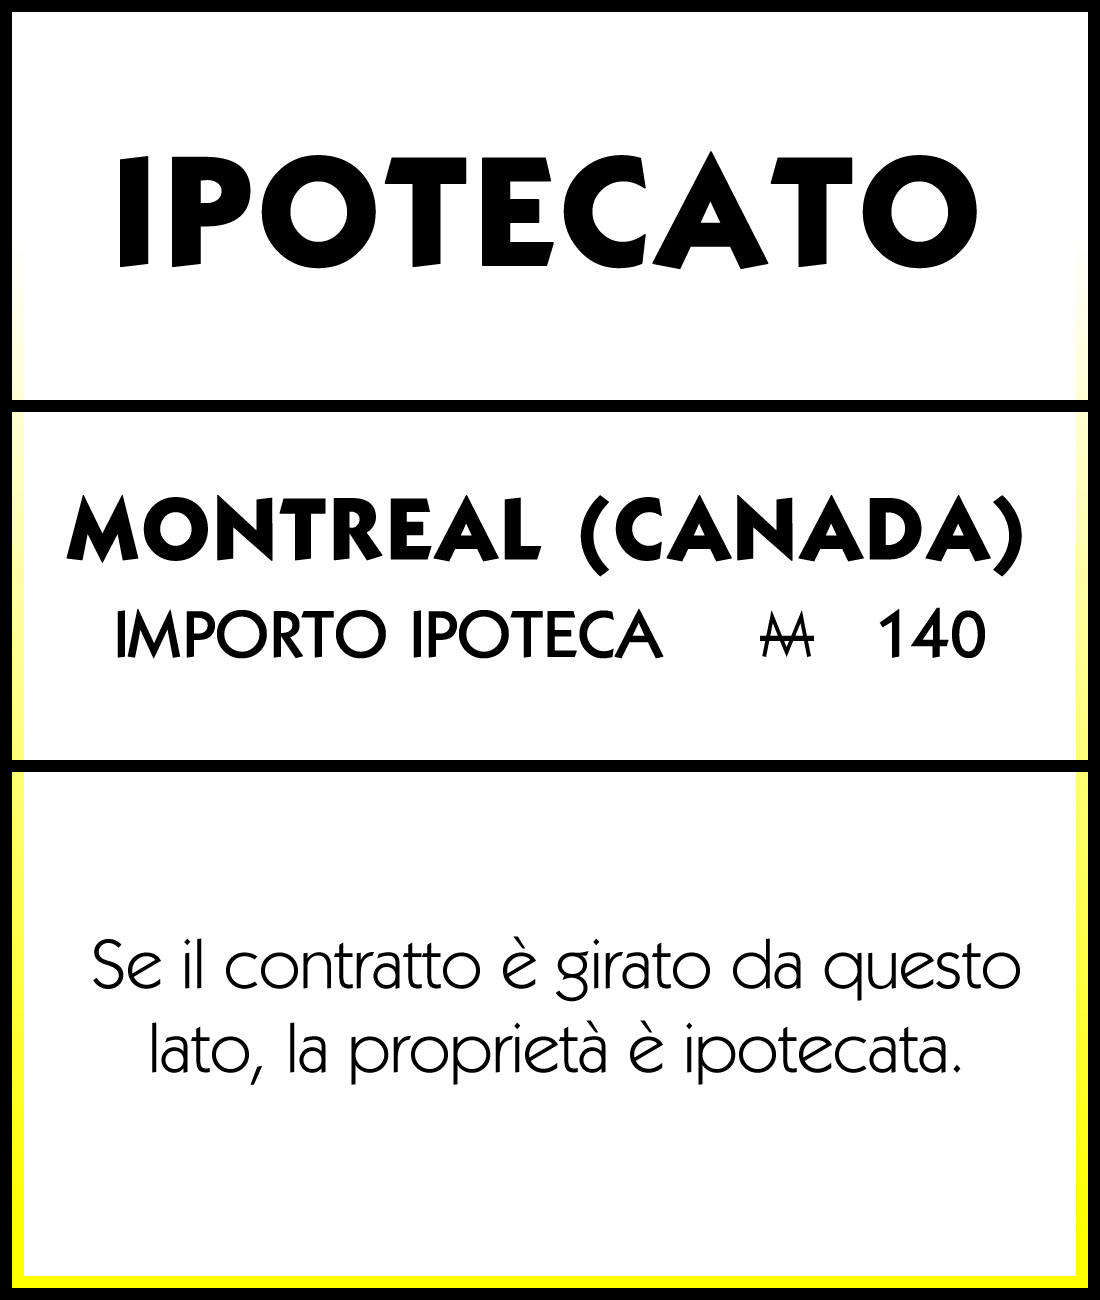 IPOTECATO
MONTREAL (CANADA)
IMPORTO IPOTECA M 140
Se il contratto è girato da questo
lato, la proprietà è ipotecata.